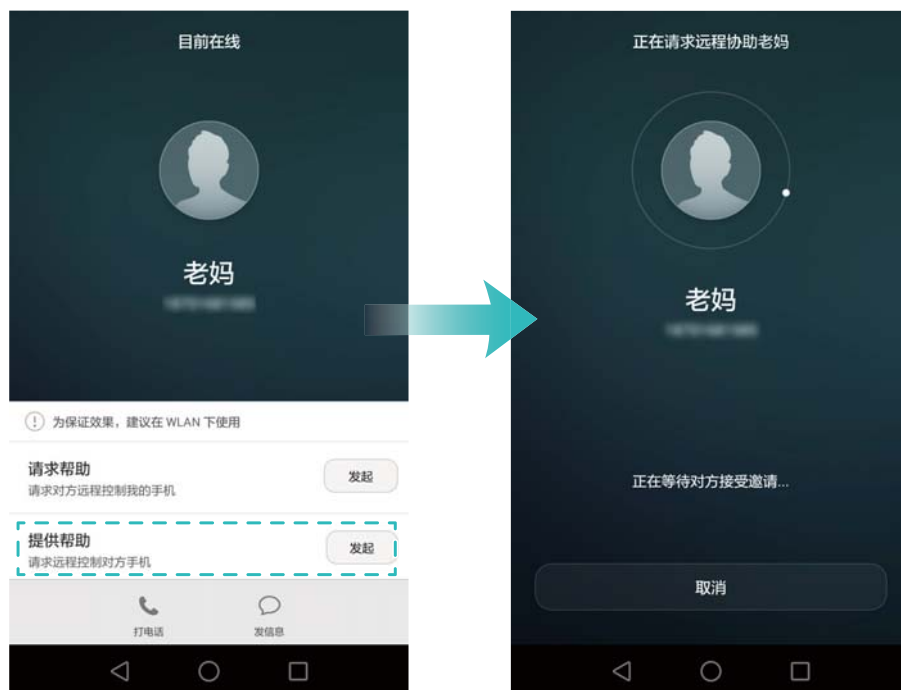 目前在线
老妈
为保证效果，建议在 WLAN 下使用
请求帮助
请求对方远程控制我的手机
发起
提供帮助
请求远程控制对方手机
发起
打电话
发信息
正在请求远程协助老妈
老妈
正在等待对方接受邀请...
取消